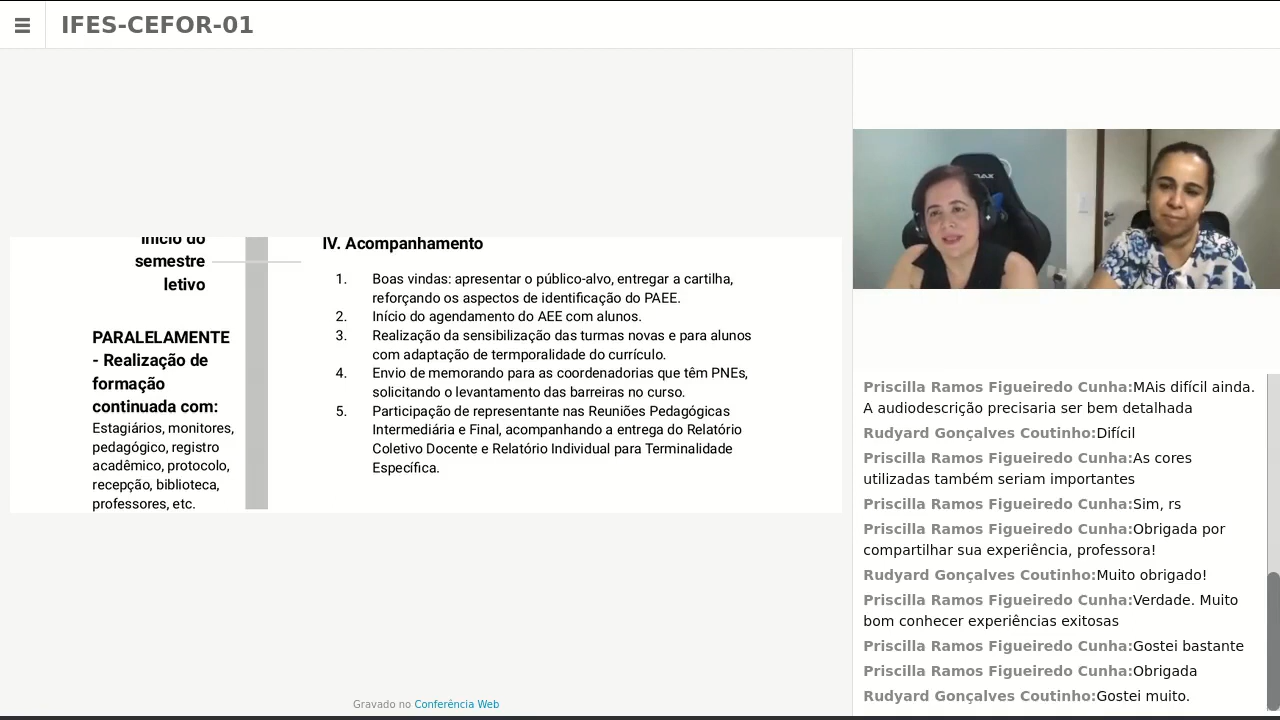 IFES-CEFOR-01
Início do
semestre
letivo
PARALELAMENTE
- Realização de
formação
continuada com:
Estagiários, monitores,
pedagógico, registro
acadêmico, protocolo,
recepção, biblioteca,
professores, etc.
IV. Acompanhamento
1. Boas vindas: apresentar o público-alvo, entregar a cartilha,
reforçando os aspectos de identificação do PAEE.
2. Início do agendamento do AEE com alunos.
3. Realização da sensibilização das turmas novas e para alunos
com adaptação de termporalidade do currículo.
4. Envio de memorando para as coordenadorias que têm PNEs,
solicitando o levantamento das barreiras no curso.
5. Participação de representante nas Reuniões Pedagógicas
Intermediária e Final, acompanhando a entrega do Relatório
Coletivo Docente e Relatório Individual para Terminalidade
Específica.
Gravado no Conferência Web
Priscilla Ramos Figueiredo Cunha:MAis difícil ainda.
A audiodescrição precisaria ser bem detalhada
Rudyard Gonçalves Coutinho:Difícil
Priscilla Ramos Figueiredo Cunha:As cores
utilizadas também seriam importantes
Priscilla Ramos Figueiredo Cunha:Sim, rs
Priscilla Ramos Figueiredo Cunha:Obrigada por
compartilhar sua experiência, professora!
Rudyard Gonçalves Coutinho:Muito obrigado!
Priscilla Ramos Figueiredo Cunha:Verdade. Muito
bom conhecer experiências exitosas
Priscilla Ramos Figueiredo Cunha:Gostei bastante
Priscilla Ramos Figueiredo Cunha:Obrigada
Rudyard Gonçalves Coutinho:Gostei muito.